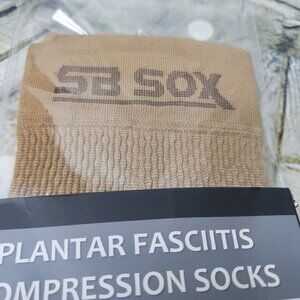 SB SOX
PLANTAR FASCIITIS
COMPRESSION SOCKS